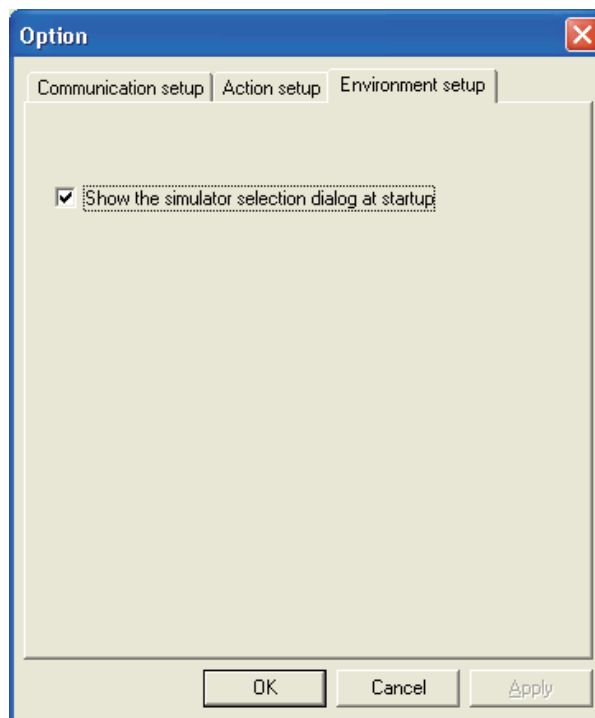 Option
Communication setup Action setup Environment setup
Show the simulator selection dialog at startup
OK Cancel Apply